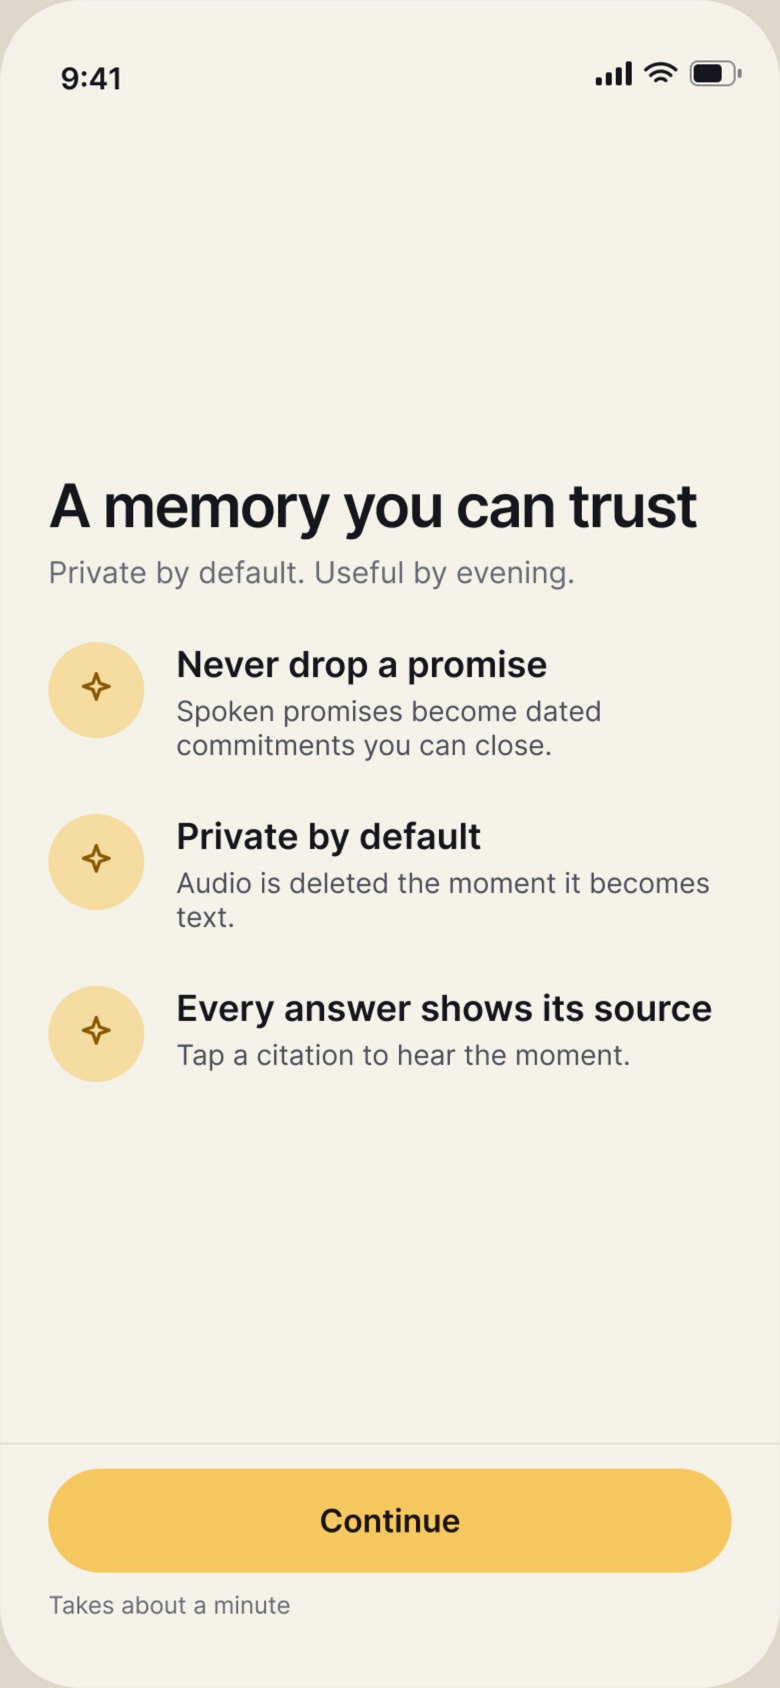 9:41
A memory you can trust
Private by default. Useful by evening.
Never drop a promise
Spoken promises become dated
commitments you can close.
Private by default
Audio is deleted the moment it becomes
text.
Every answer shows its source
Tap a citation to hear the moment.
Continue
Takes about a minute